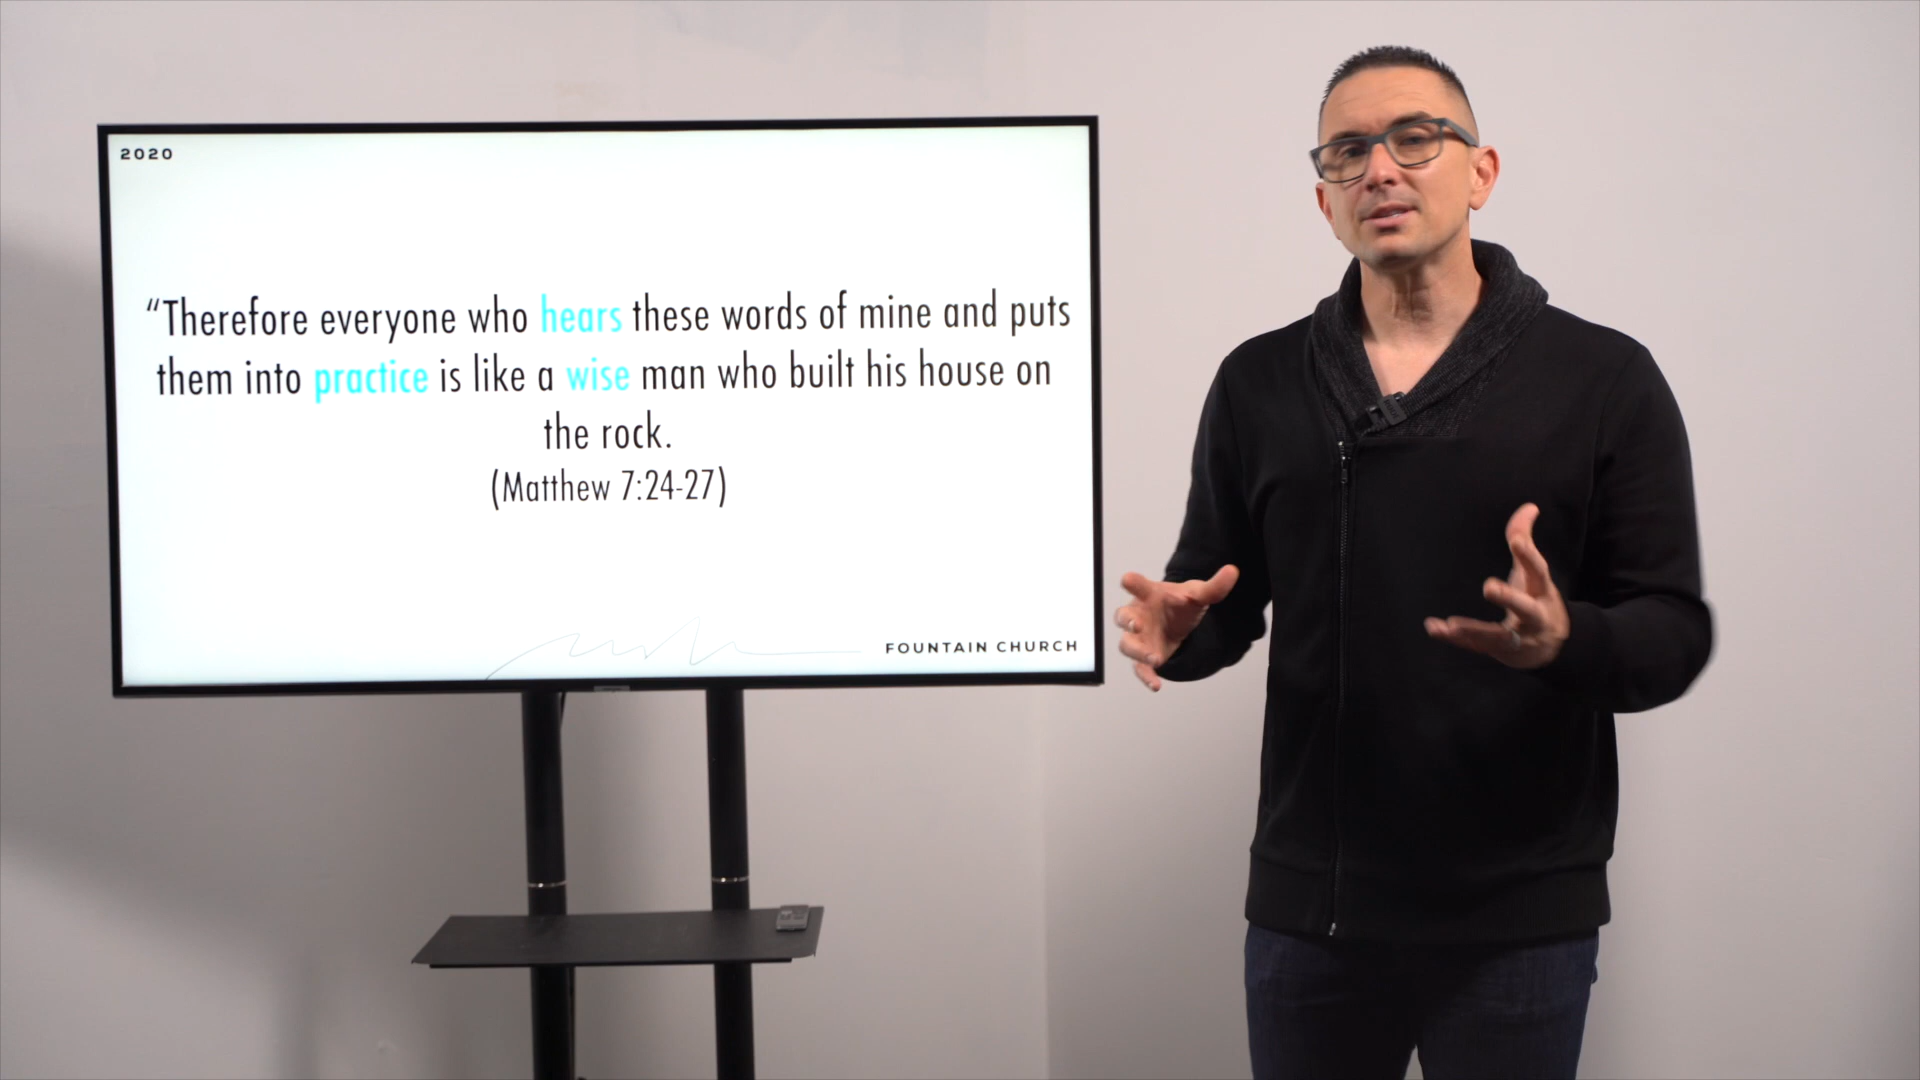 2020
“Therefore everyone who hears these words of mine and puts
them into practice is like a wise man who built his house on
the rock.
(Matthew 7:24-27)
FOUNTAIN CHURCH